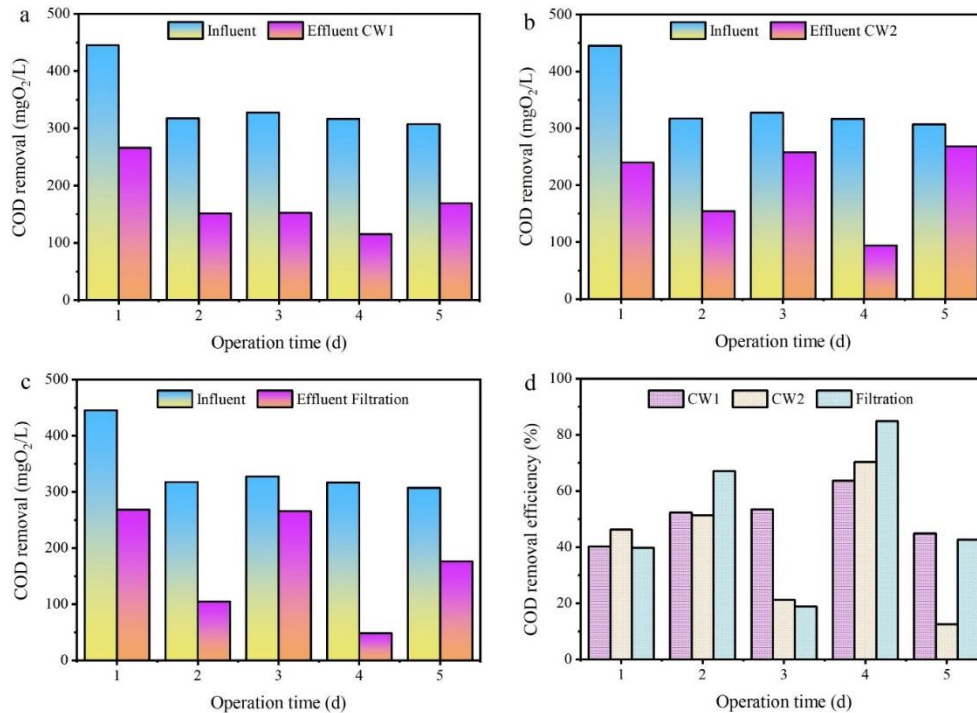 a
Influent Effluent CW1
COD removal (mgO₂/L)
500
400
300
200
100
0
1 2 3 4 5
Operation time (d)
b
Influent Effluent CW2
COD removal (mgO₂/L)
500
400
300
200
100
0
1 2 3 4 5
Operation time (d)
c
Influent Effluent Filtration
COD removal (mgO₂/L)
500
400
300
200
100
0
1 2 3 4 5
Operation time (d)
d
CW1 CW2 Filtration
COD removal efficiency (%)
100
80
60
40
20
0
1 2 3 4 5
Operation time (d)